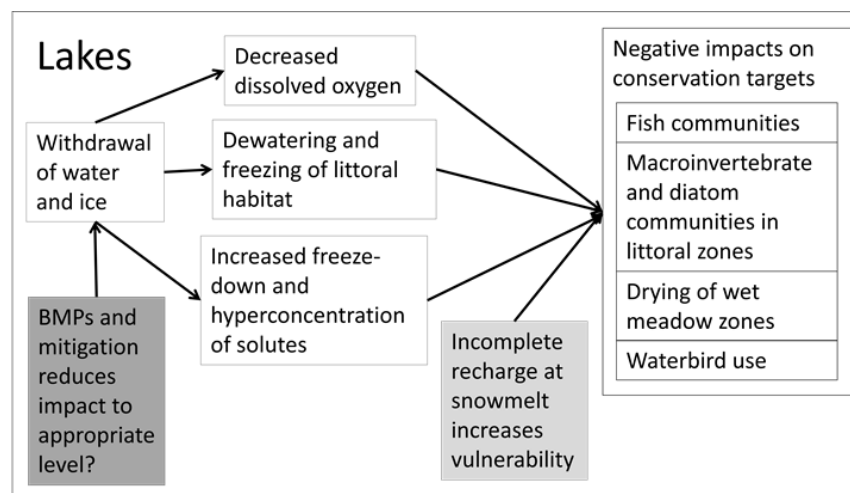 Lakes
Decreased
dissolved oxygen
Withdrawal
of water
and ice
Dewatering and
freezing of littoral
habitat
Increased freeze-
down and
hyperconcentration
of solutes
BMPs and
mitigation
reduces
impact to
appropriate
level?
Incomplete
recharge at
snowmelt
increases
vulnerability
Negative impacts on
conservation targets
Fish communities
Macroinvertebrate
and diatom
communities in
littoral zones
Drying of wet
meadow zones
Waterbird use